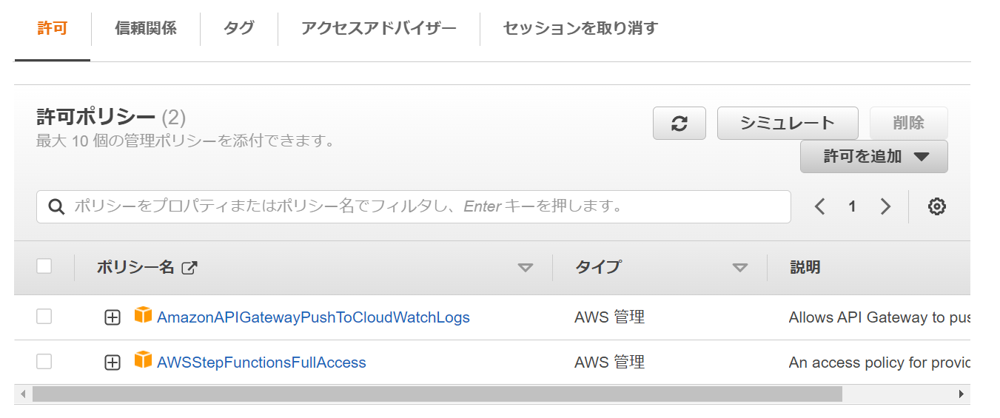 許可
信頼関係
タグ
アクセスアドバイザー
セッションを取り消す
許可ポリシー (2)
最大 10 個の管理ポリシーを添付できます。
シミュレート
削除
許可を追加
ポリシーをプロパティまたはポリシー名でフィルタし、Enter キーを押します。
1
ポリシー名
タイプ
説明
AmazonAPIGatewayPushToCloudWatchLogs
AWS 管理
Allows API Gateway to pus
AWSStepFunctionsFullAccess
AWS 管理
An access policy for provic